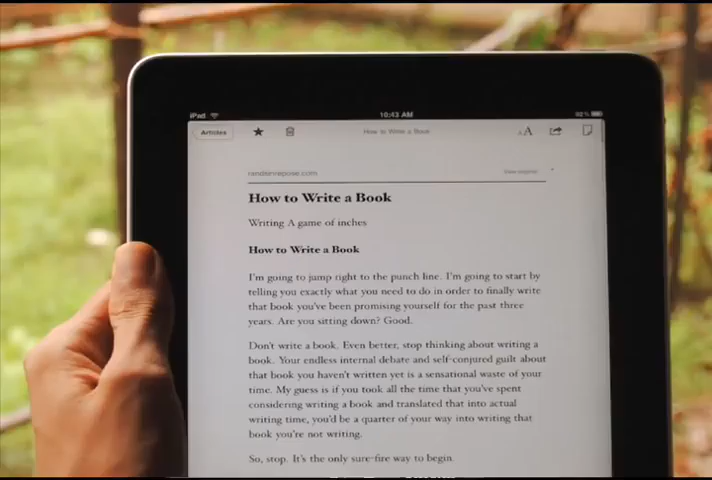 iPad 10:43 AM 92%
Articles How to Write a Book AA
randsinrepose.com View original
How to Write a Book
Writing A game of inches
How to Write a Book
I'm going to jump right to the punch line. I'm going to start by
telling you exactly what you need to do in order to finally write
that book you've been promising yourself for the past three
years. Are you sitting down? Good.
Don't write a book. Even better, stop thinking about writing a
book. Your endless internal debate and self-conjured guilt about
that book you haven't written yet is a sensational waste of your
time. My guess is if you took all the time that you've spent
considering writing a book and translated that into actual
writing time, you'd be a quarter of your way into writing that
book you're not writing.
So, stop. It's the only sure-fire way to begin.